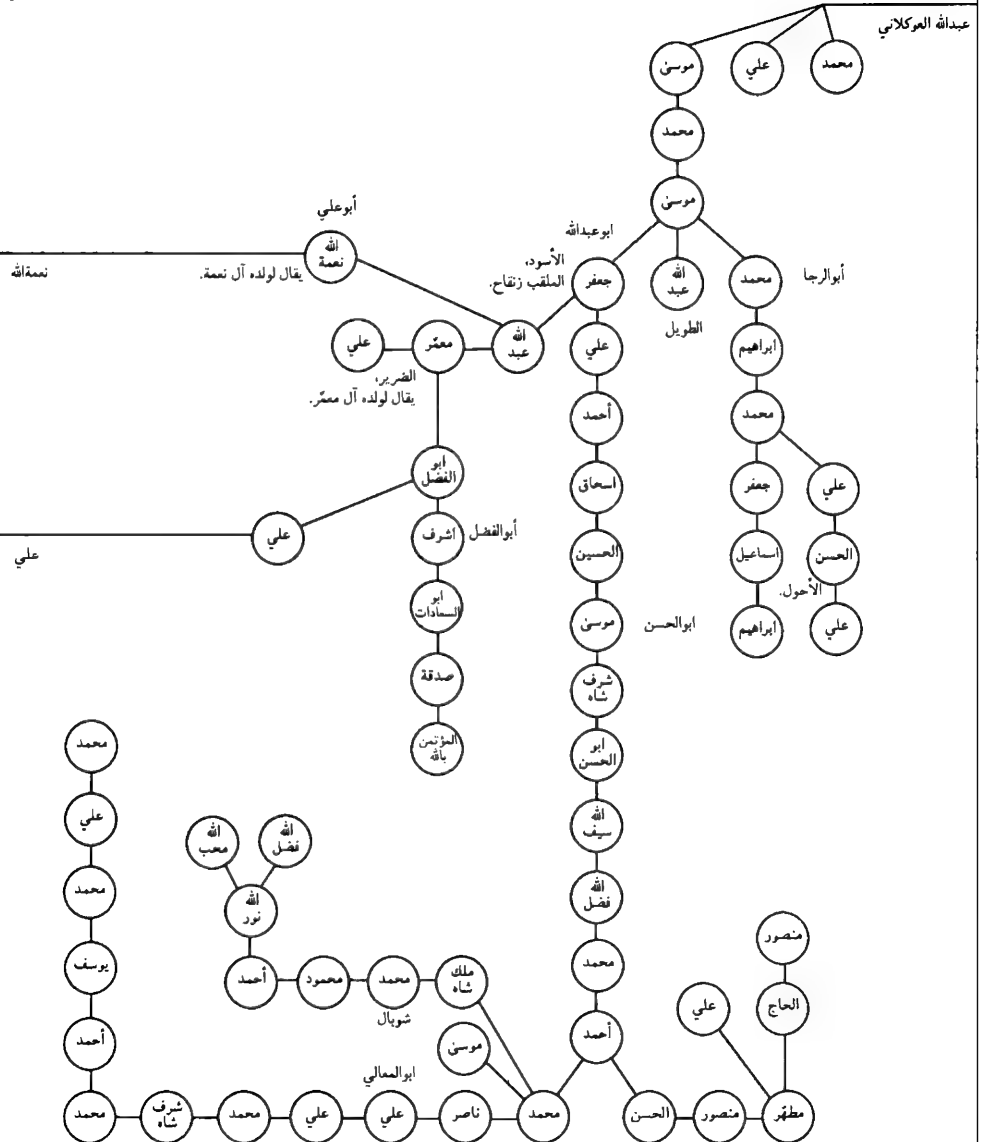 عبدالله العوكلاني
محمد
علي
موسىٰ
محمد
موسىٰ
أبوعلي
ابوعبدالله
الله
نعمة
يقال لولده آل نعمة.
نعمةالله
الأسود،
الملقب زنقاح.
جعفر
الله
عبد
الطويل
محمد
أبوالرجا
علي
معمّر
الله
عبد
علي
ابراهيم
الضرير،
يقال لولده آل معمّر.
أحمد
محمد
ابو
الفضل
اسحاق
جعفر
علي
علي
علي
اشرف
أبوالفضل
الحسين
اسماعيل
الحسن
الأحول.
ابو
السعادات
موسىٰ
ابوالحسن
ابراهيم
علي
صدقة
شرف
شاه
المؤتمن
بالله
ابو
الحسن
محمد
علي
الله
محب
الله
فضل
الله
سيف
محمد
الله
نور
الله
فضل
منصور
يوسف
أحمد
محمود
محمد
شوبال
ملك
شاه
محمد
علي
الحاج
أحمد
موسىٰ
أحمد
ابوالمعالي
محمد
شرف
شاه
محمد
علي
علي
ناصر
محمد
الحسن
منصور
مطهّر